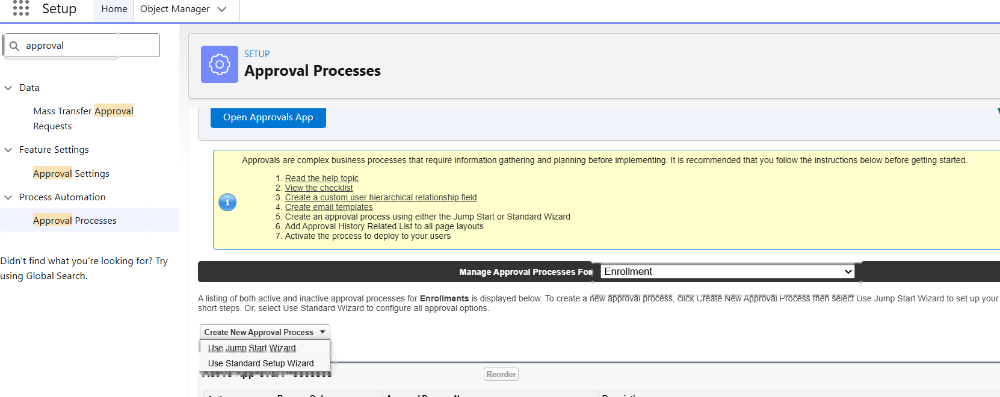 Setup
Home
Object Manager
approval
Data
Mass Transfer Approval
Requests
Feature Settings
Approval Settings
Process Automation
Approval Processes
Didn't find what you're looking for? Try
using Global Search.
SETUP
Approval Processes
Open Approvals App
Approvals are complex business processes that require information gathering and planning before implementing. It is recommended that you follow the instructions below before getting started.
1. Read the help topic
2. View the checklist
3. Create a custom user hierarchical relationship field
4. Create email templates
5. Create an approval process using either the Jump Start or Standard Wizard
6. Add Approval History Related List to all page layouts
7. Activate the process to deploy to your users
Manage Approval Processes For
Enrollment
A listing of both active and inactive approval processes for Enrollments is displayed below. To create a new approval process, click Create New Approval Process then select Use Jump Start Wizard to set up your
short steps. Or, select Use Standard Wizard to configure all approval options.
Create New Approval Process
Use Jump Start Wizard
Use Standard Setup Wizard
Reorder